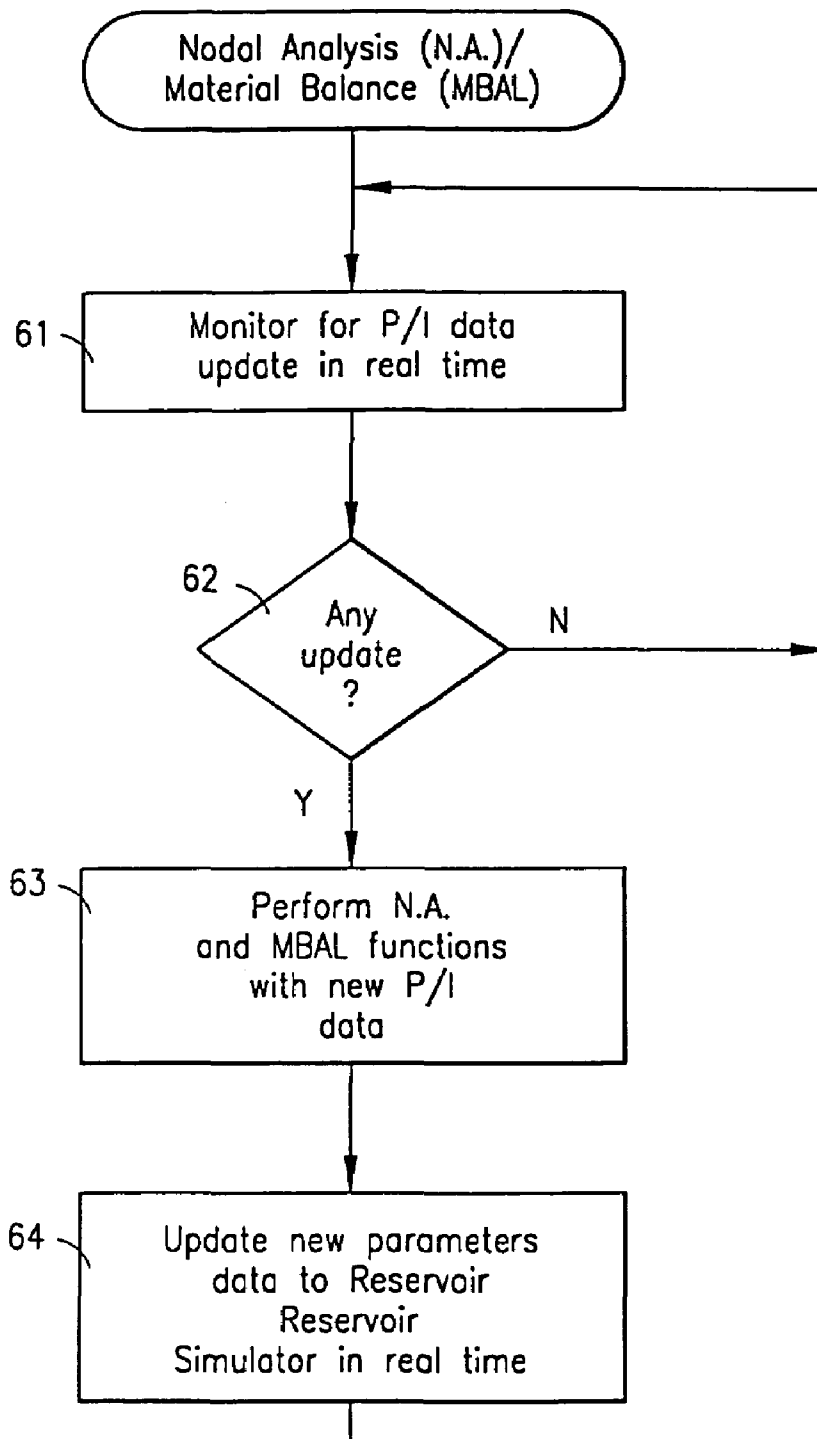 Nodal Analysis (N.A.)/
Material Balance (MBAL)
61
Monitor for P/I data
update in real time
62
Any
update
?
N
Y
63
Perform N.A.
and MBAL functions
with new P/I
data
64
Update new parameters
data to Reservoir
Reservoir
Simulator in real time